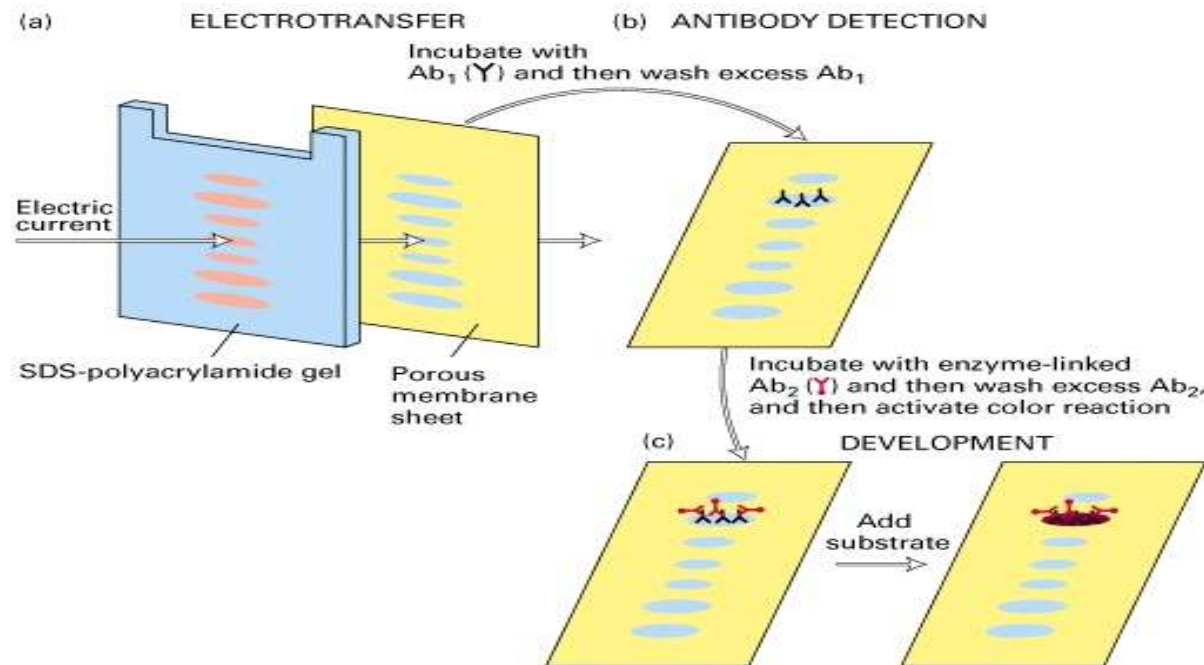 (a) ELECTROTRANSFER
(b) ANTIBODY DETECTION
Incubate with
Ab₁ (Y) and then wash excess Ab₁
Electric
current
SDS-polyacrylamide gel
Porous
membrane
sheet
Incubate with enzyme-linked
Ab₂ (Y) and then wash excess Ab₂,
and then activate color reaction
(c) DEVELOPMENT
Add
substrate